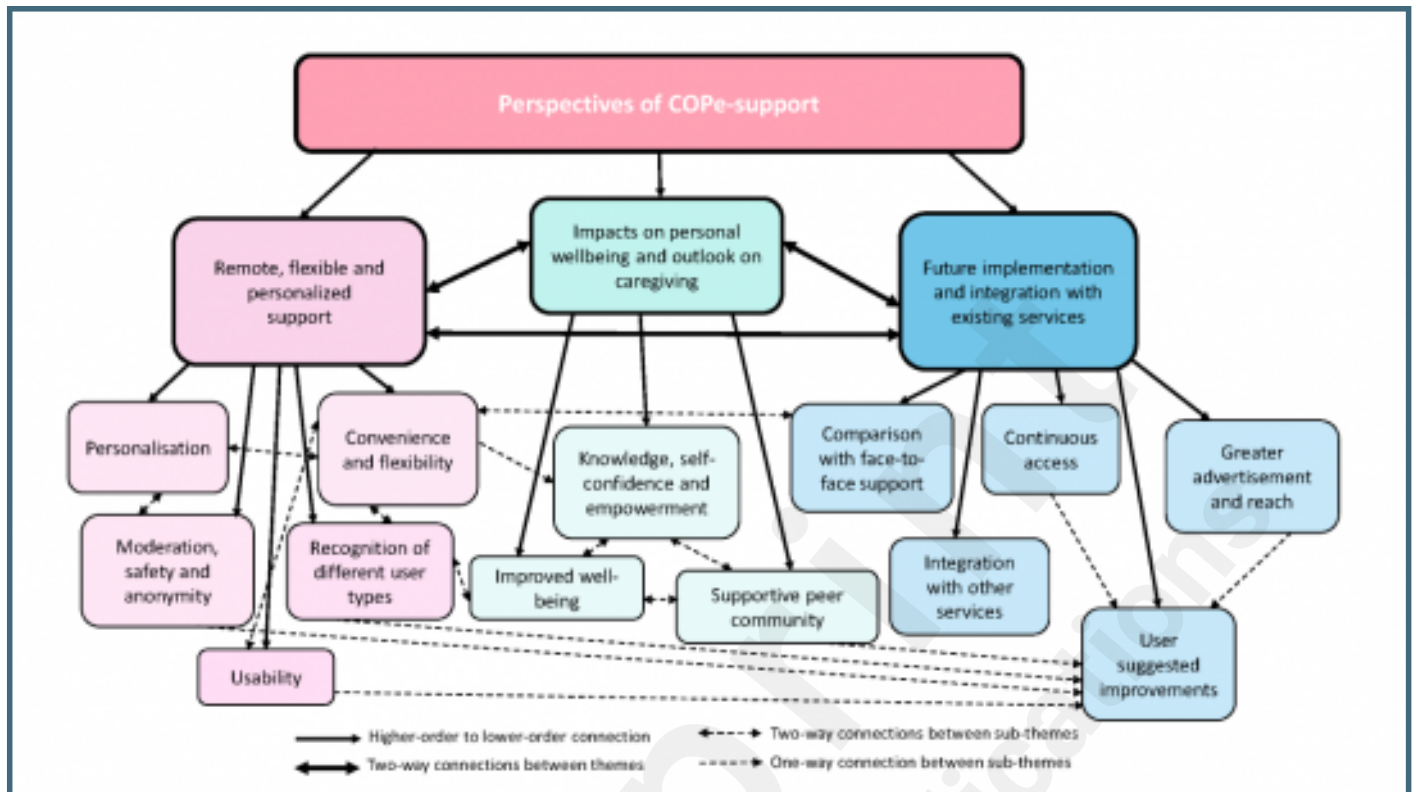 Perspectives of COPe-support
Remote, flexible and
personalized
support
Impacts on personal
wellbeing and outlook on
caregiving
Future implementation
and integration with
existing services
Personalisation
Convenience
and flexibility
Moderation,
safety and
anonymity
Recognition of
different user
types
Usability
Knowledge, self-
confidence and
empowerment
Improved well-
being
Supportive peer
community
Comparison
with face-to-
face support
Continuous
access
Greater
advertisement
and reach
Integration
with other
services
User
suggested
improvements
Higher-order to lower-order connection
Two-way connections between themes
Two-way connections between sub-themes
One-way connection between sub-themes